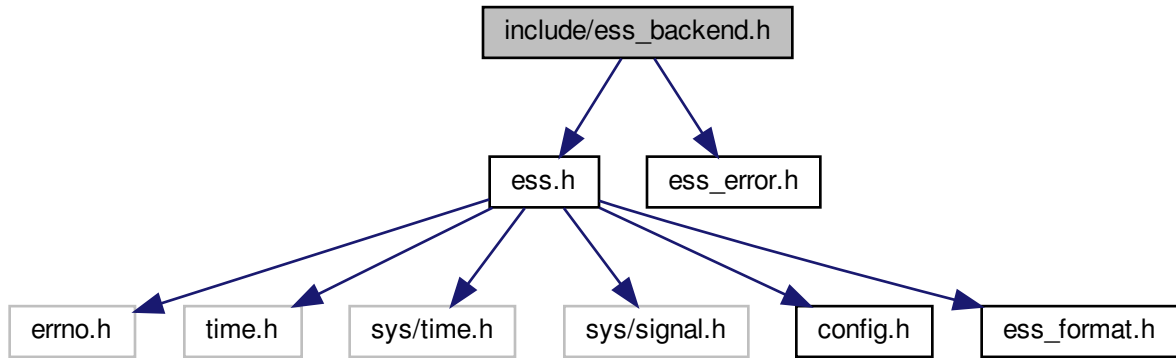 include/ess_backend.h
ess.h
ess_error.h
errno.h
time.h
sys/time.h
sys/signal.h
config.h
ess_format.h